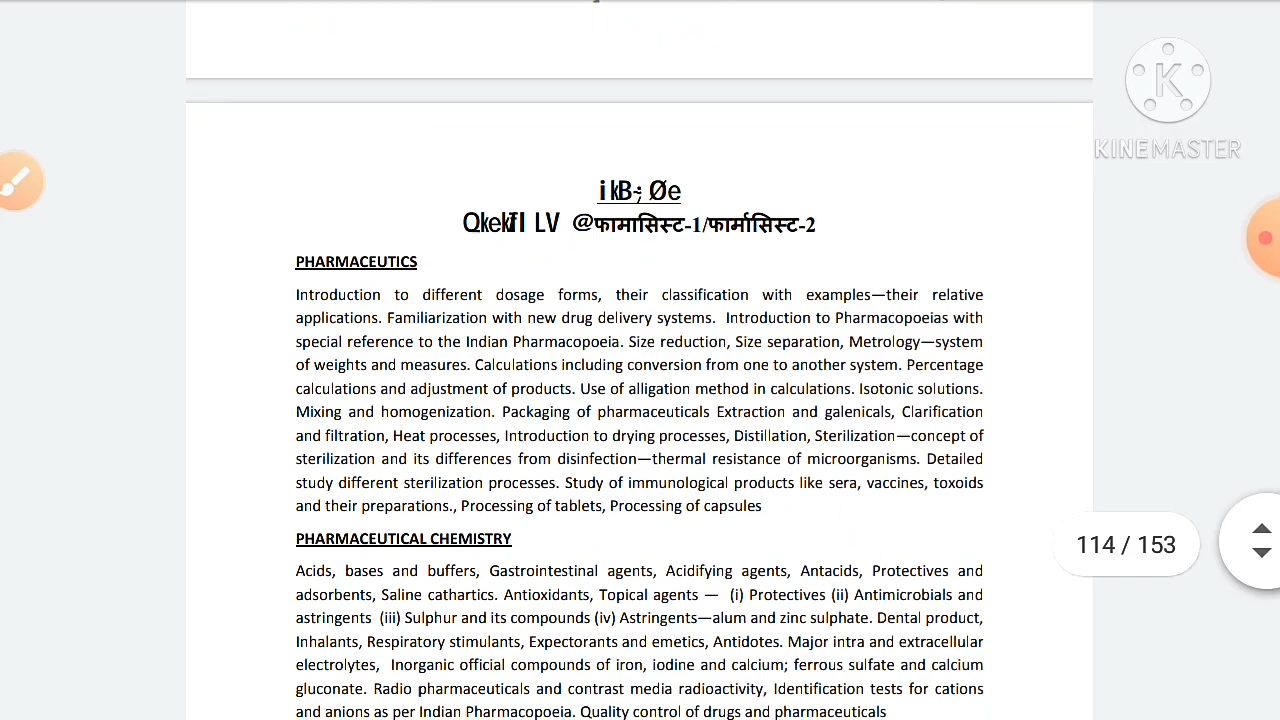 ikB~; Øe
QkekZflLV @फामासिस्ट-1/फार्मासिस्ट-2
PHARMACEUTICS
Introduction to different dosage forms, their classification with examples—their relative
applications. Familiarization with new drug delivery systems. Introduction to Pharmacopoeias with
special reference to the Indian Pharmacopoeia. Size reduction, Size separation, Metrology—system
of weights and measures. Calculations including conversion from one to another system. Percentage
calculations and adjustment of products. Use of alligation method in calculations. Isotonic solutions.
Mixing and homogenization. Packaging of pharmaceuticals Extraction and galenicals, Clarification
and filtration, Heat processes, Introduction to drying processes, Distillation, Sterilization—concept of
sterilization and its differences from disinfection—thermal resistance of microorganisms. Detailed
study different sterilization processes. Study of immunological products like sera, vaccines, toxoids
and their preparations., Processing of tablets, Processing of capsules
PHARMACEUTICAL CHEMISTRY
Acids, bases and buffers, Gastrointestinal agents, Acidifying agents, Antacids, Protectives and
adsorbents, Saline cathartics. Antioxidants, Topical agents — (i) Protectives (ii) Antimicrobials and
astringents (iii) Sulphur and its compounds (iv) Astringents—alum and zinc sulphate. Dental product,
Inhalants, Respiratory stimulants, Expectorants and emetics, Antidotes. Major intra and extracellular
electrolytes, Inorganic official compounds of iron, iodine and calcium; ferrous sulfate and calcium
gluconate. Radio pharmaceuticals and contrast media radioactivity, Identification tests for cations
and anions as per Indian Pharmacopoeia. Quality control of drugs and pharmaceuticals
K
KINEMASTER
114 / 153